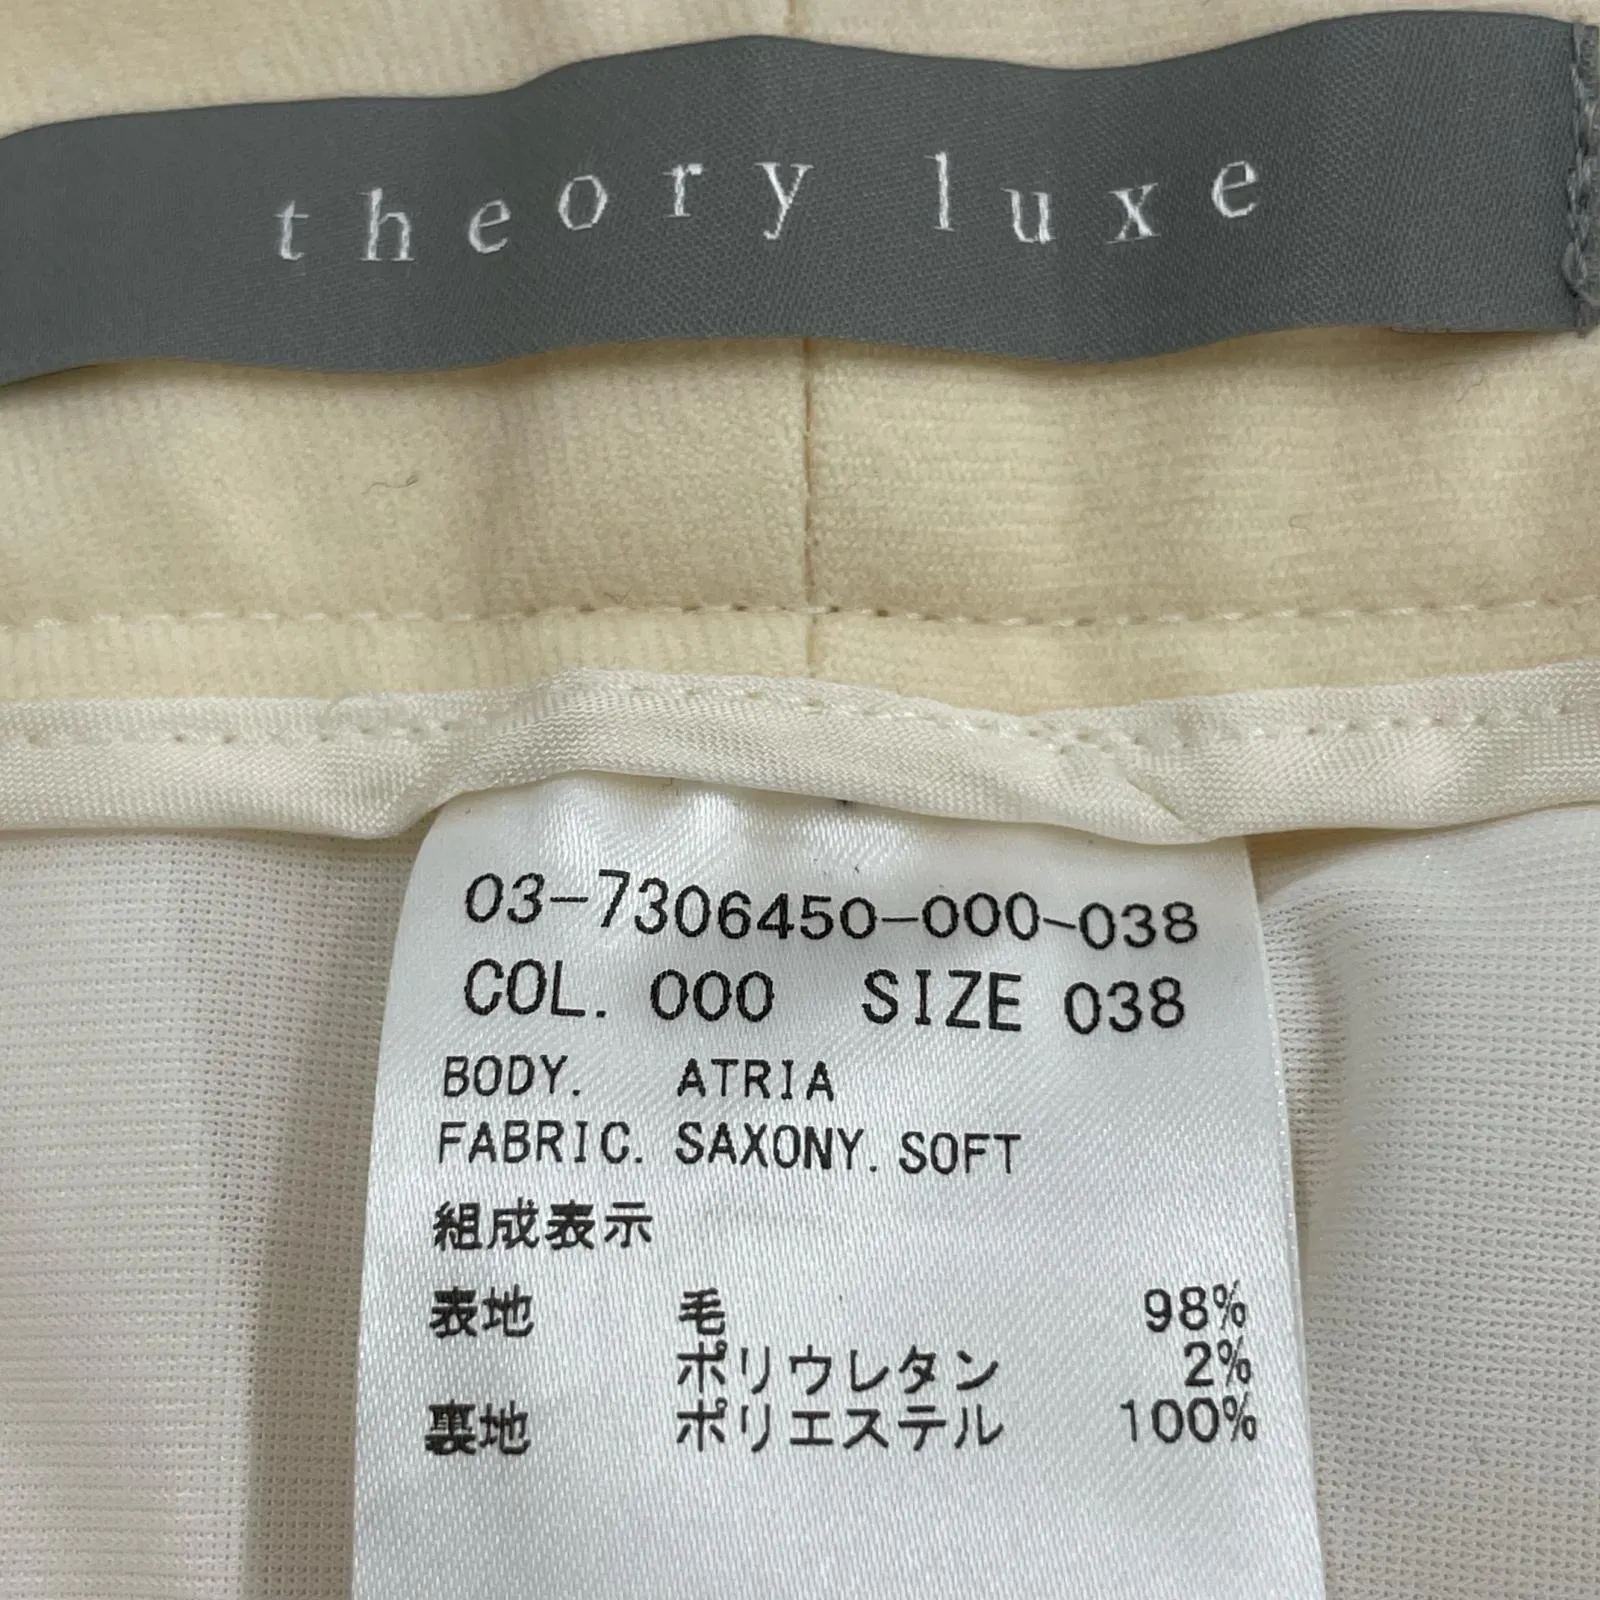 theory luxe
03-7306450-000-038
COL. 000 SIZE 038
BODY. ATRIA
FABRIC. SAXONY. SOFT
組成表示
表地 毛 98%
ポリウレタン 2%
裏地 ポリエステル 100%